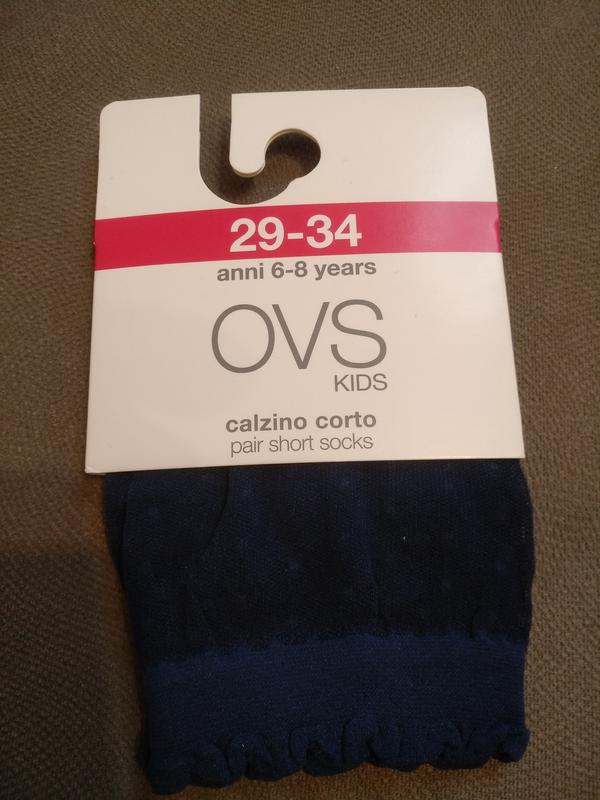 29-34
anni 6-8 years
OVS
KIDS
calzino corto
pair short socks